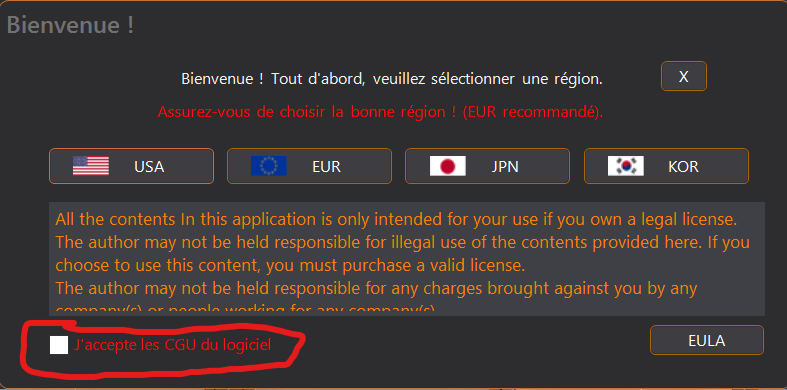 Bienvenue !
Bienvenue ! Tout d'abord, veuillez sélectionner une région.
X
Assurez-vous de choisir la bonne région ! (EUR recommandé).
USA
EUR
JPN
KOR
All the contents In this application is only intended for your use if you own a legal license.
The author may not be held responsible for illegal use of the contents provided here. If you
choose to use this content, you must purchase a valid license.
The author may not be held responsible for any charges brought against you by any
company(s) or people working for any company(s).
J'accepte les CGU du logiciel
EULA